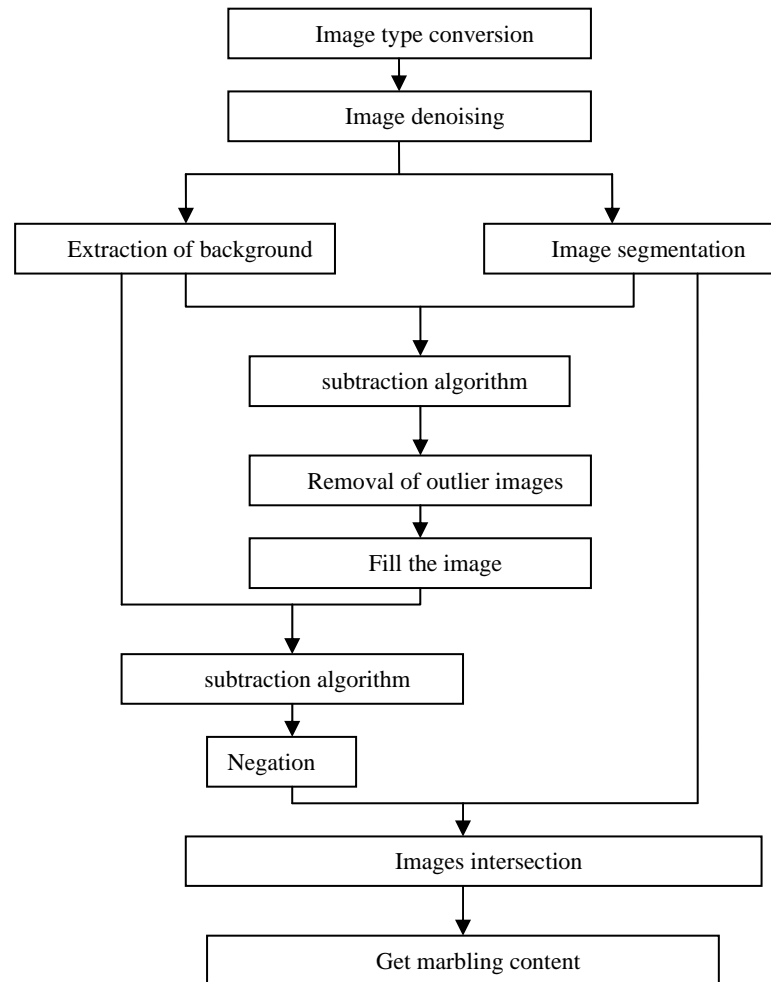 Image type conversion
Image denoising
Extraction of background
Image segmentation
subtraction algorithm
Removal of outlier images
Fill the image
subtraction algorithm
Negation
Images intersection
Get marbling content